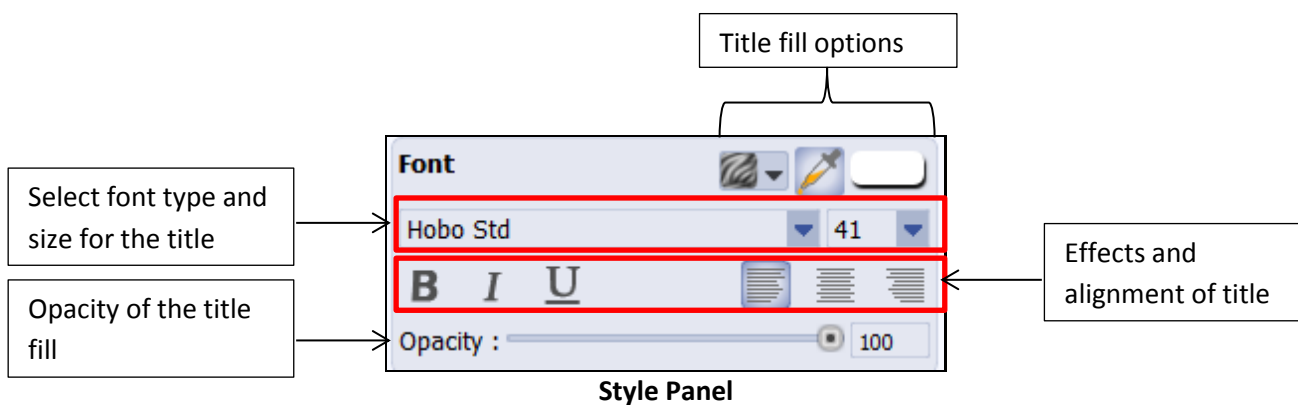 Title fill options
Font
Select font type and
size for the title
Hobo Std 41
B I U
Effects and
alignment of title
Opacity of the title
fill
Opacity : 100
Style Panel